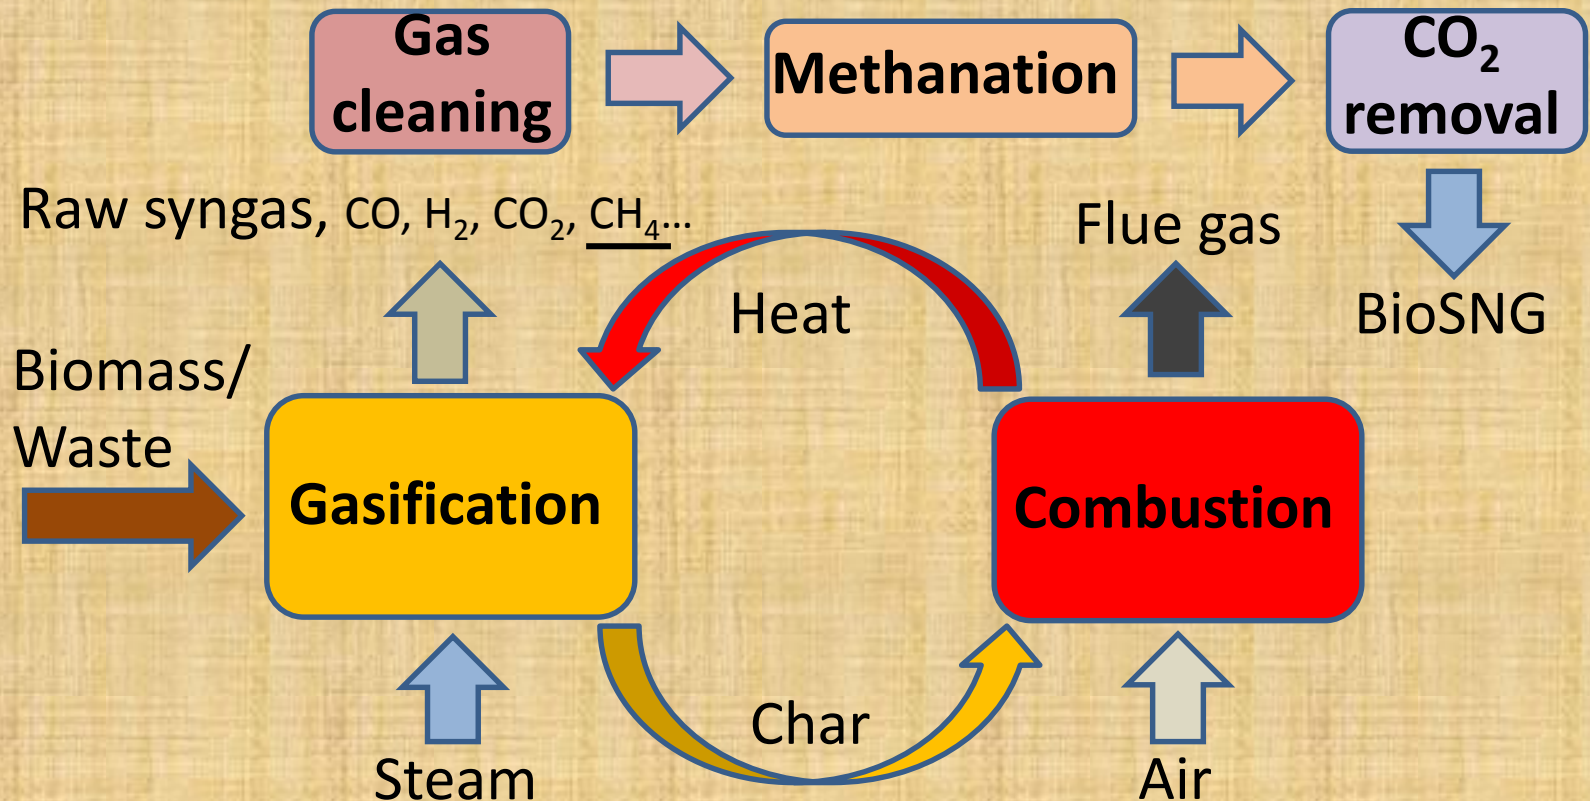 Gas
cleaning
Methanation
CO₂
removal
Raw syngas, CO, H₂, CO₂, CH₄...
Flue gas
Heat
BioSNG
Biomass/
Waste
Gasification
Combustion
Char
Steam
Air